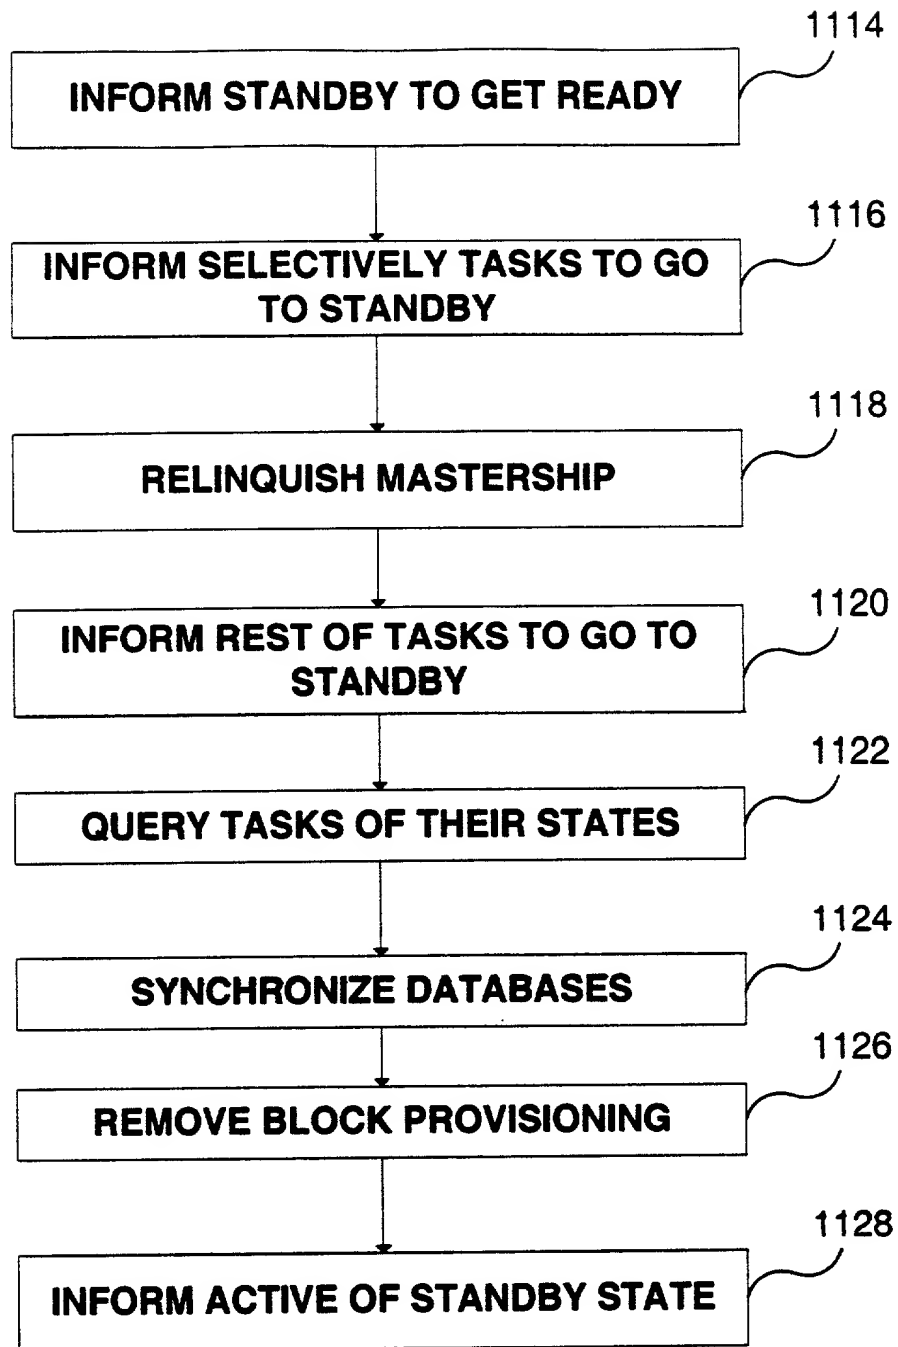 1114
INFORM STANDBY TO GET READY
1116
INFORM SELECTIVELY TASKS TO GO
TO STANDBY
1118
RELINQUISH MASTERSHIP
1120
INFORM REST OF TASKS TO GO TO
STANDBY
1122
QUERY TASKS OF THEIR STATES
1124
SYNCHRONIZE DATABASES
1126
REMOVE BLOCK PROVISIONING
1128
INFORM ACTIVE OF STANDBY STATE